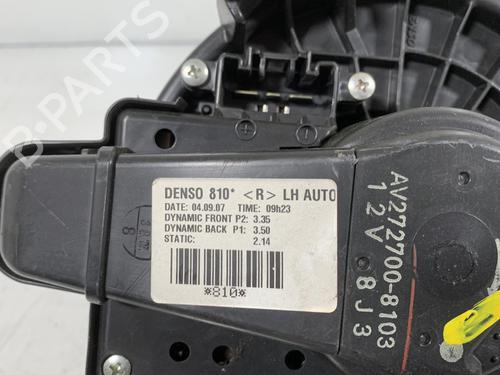 B-PARTS
+
-
DENSO 810* <R> LH AUTO
DATE: 04.09.07 TIME: 09h23
DYNAMIC FRONT P2: 3.35
DYNAMIC BACK P1: 3.50
STATIC: 2.14
*810*
8
AV272700-8103
12V 8J3